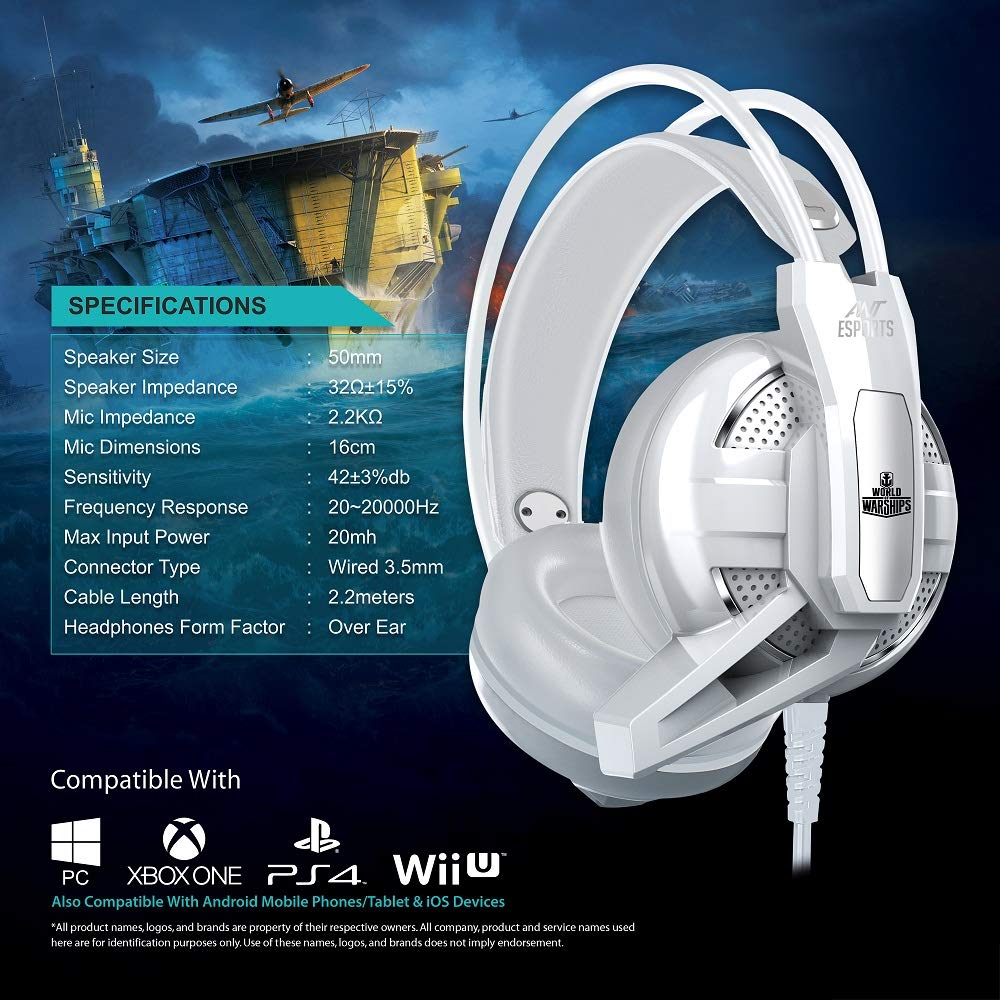 SPECIFICATIONS
Speaker Size : 50mm
Speaker Impedance : 32Ω±15%
Mic Impedance : 2.2KΩ
Mic Dimensions : 16cm
Sensitivity : 42±3%db
Frequency Response : 20~20000Hz
Max Input Power : 20mh
Connector Type : Wired 3.5mm
Cable Length : 2.2meters
Headphones Form Factor : Over Ear
ANT
ESPORTS
WORLD
OF
WARSHIPS
Compatible With
PC XBOX ONE PS4 WiiU™
Also Compatible With Android Mobile Phones/Tablet & iOS Devices
*All product names, logos, and brands are property of their respective owners. All company, product and service names used
here are for identification purposes only. Use of these names, logos, and brands does not imply endorsement.